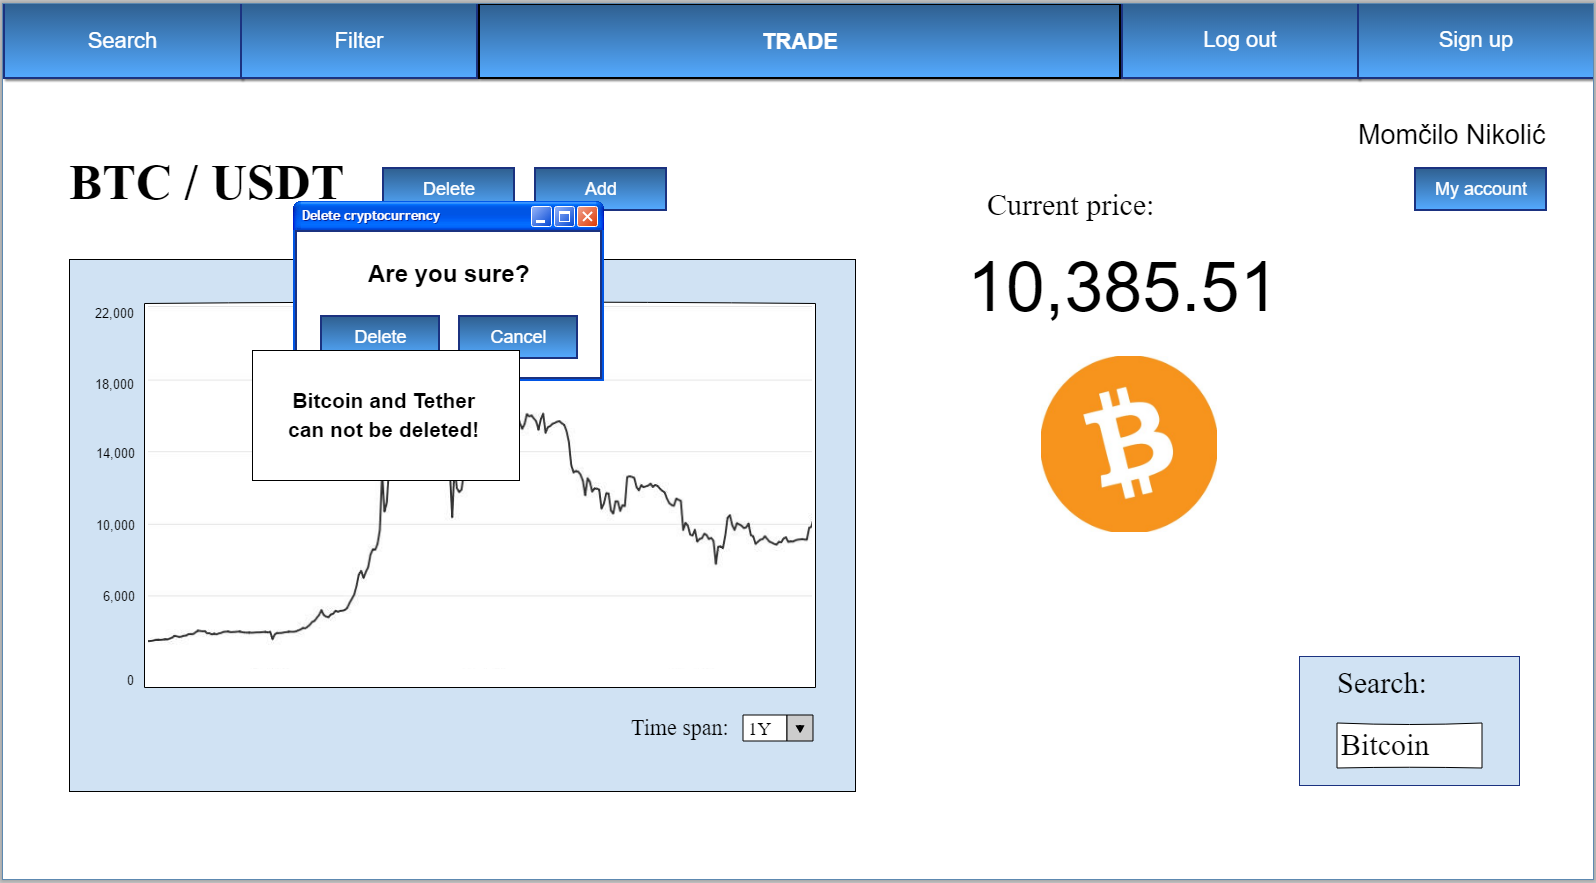 Search
Filter
TRADE
Log out
Sign up
Momčilo Nikolić
BTC / USDT
Delete
Add
My account
Current price:
Delete cryptocurrency
Are you sure?
10,385.51
22,000
Delete
Cancel
18,000
Bitcoin and Tether
can not be deleted!
14,000
10,000
6,000
0
Search:
Time span:
1Y
Bitcoin